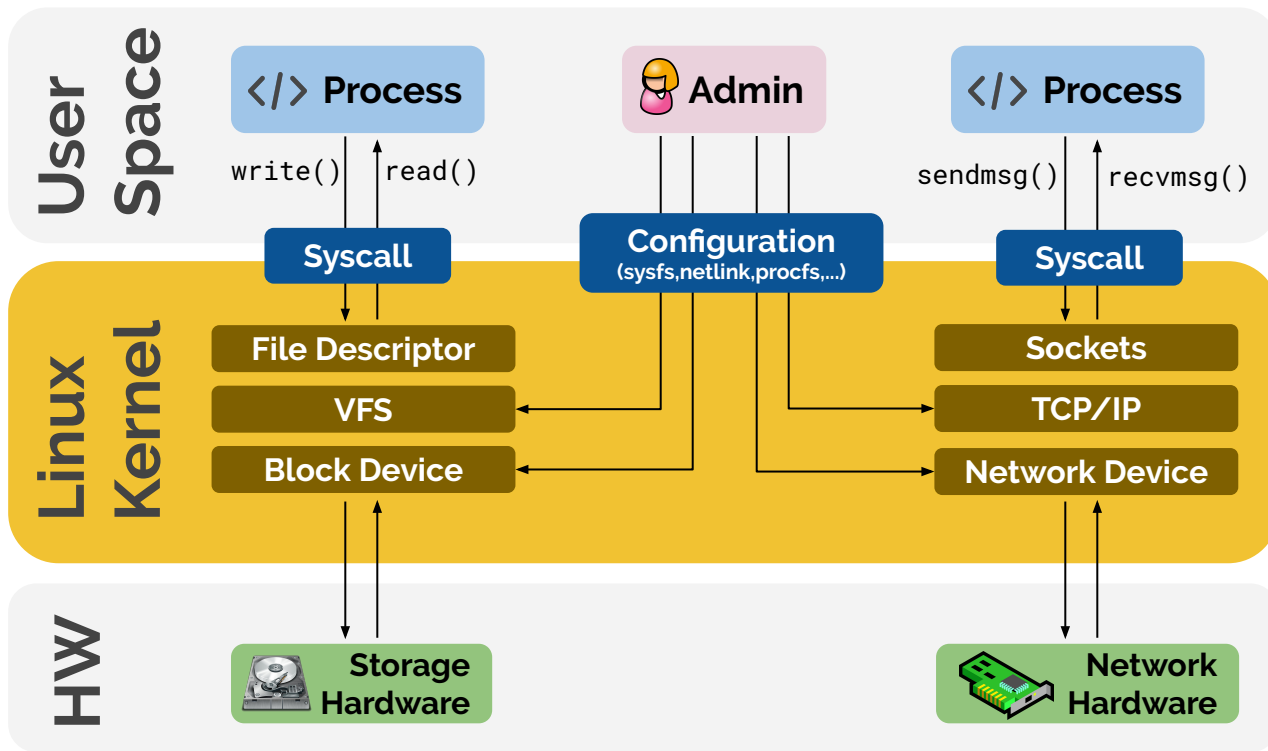 User
Space
</> Process
Admin
</> Process
write()
read()
sendmsg()
recvmsg()
Syscall
Configuration
(sysfs,netlink,procfs,...)
Syscall
Linux
Kernel
File Descriptor
VFS
Block Device
Sockets
TCP/IP
Network Device
HW
Storage
Hardware
Network
Hardware